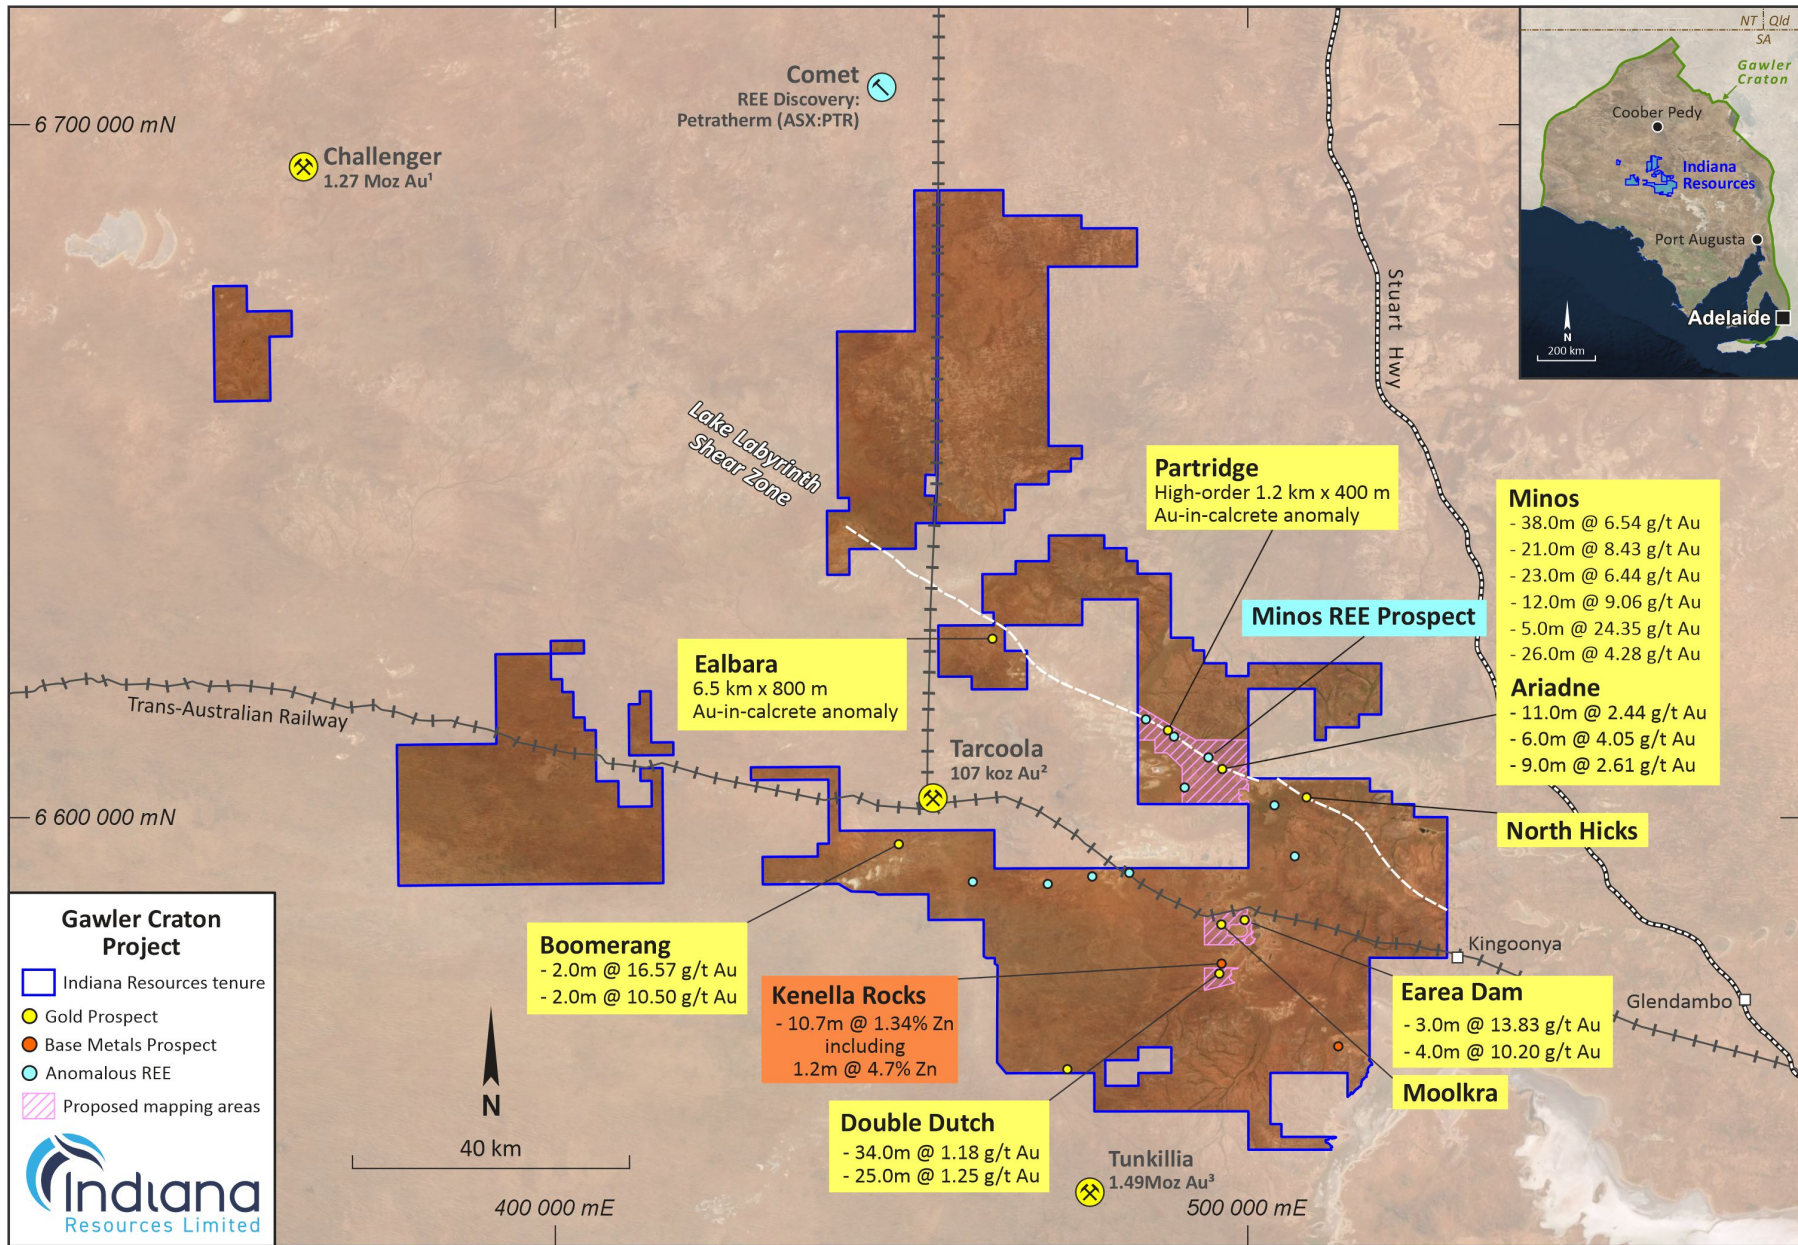 NT Qld
SA
Gawler
Craton
Coober Pedy
Indiana
Resources
Port Augusta
Adelaide
N
200 km
Comet
REE Discovery:
Petratherm (ASX:PTR)
6 700 000 mN
Challenger
1.27 Moz Au¹
Stuart Hwy
Lake Labyrinth
Shear Zone
Partridge
High-order 1.2 km x 400 m
Au-in-calcrete anomaly
Minos
- 38.0m @ 6.54 g/t Au
- 21.0m @ 8.43 g/t Au
- 23.0m @ 6.44 g/t Au
- 12.0m @ 9.06 g/t Au
- 5.0m @ 24.35 g/t Au
- 26.0m @ 4.28 g/t Au
Ariadne
- 11.0m @ 2.44 g/t Au
- 6.0m @ 4.05 g/t Au
- 9.0m @ 2.61 g/t Au
Minos REE Prospect
Ealbara
6.5 km x 800 m
Au-in-calcrete anomaly
Trans-Australian Railway
Tarcoola
107 koz Au²
6 600 000 mN
North Hicks
Boomerang
- 2.0m @ 16.57 g/t Au
- 2.0m @ 10.50 g/t Au
Kingoonya
Glendambo
Kenella Rocks
- 10.7m @ 1.34% Zn
including
1.2m @ 4.7% Zn
Earea Dam
- 3.0m @ 13.83 g/t Au
- 4.0m @ 10.20 g/t Au
Moolkra
Double Dutch
- 34.0m @ 1.18 g/t Au
- 25.0m @ 1.25 g/t Au
Tunkillia
1.49Moz Au³
Gawler Craton
Project
Indiana Resources tenure
Gold Prospect
Base Metals Prospect
Anomalous REE
Proposed mapping areas
Indiana
Resources Limited
N
40 km
400 000 mE
500 000 mE